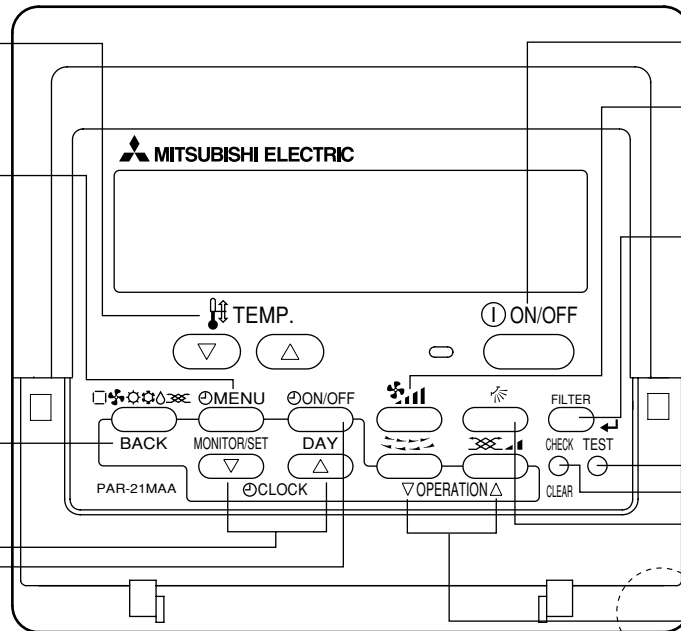 MITSUBISHI ELECTRIC
TEMP.
ON/OFF
MENU
ON/OFF
FILTER
BACK
MONITOR/SET
DAY
CHECK
TEST
PAR-21MAA
CLOCK
OPERATION
CLEAR